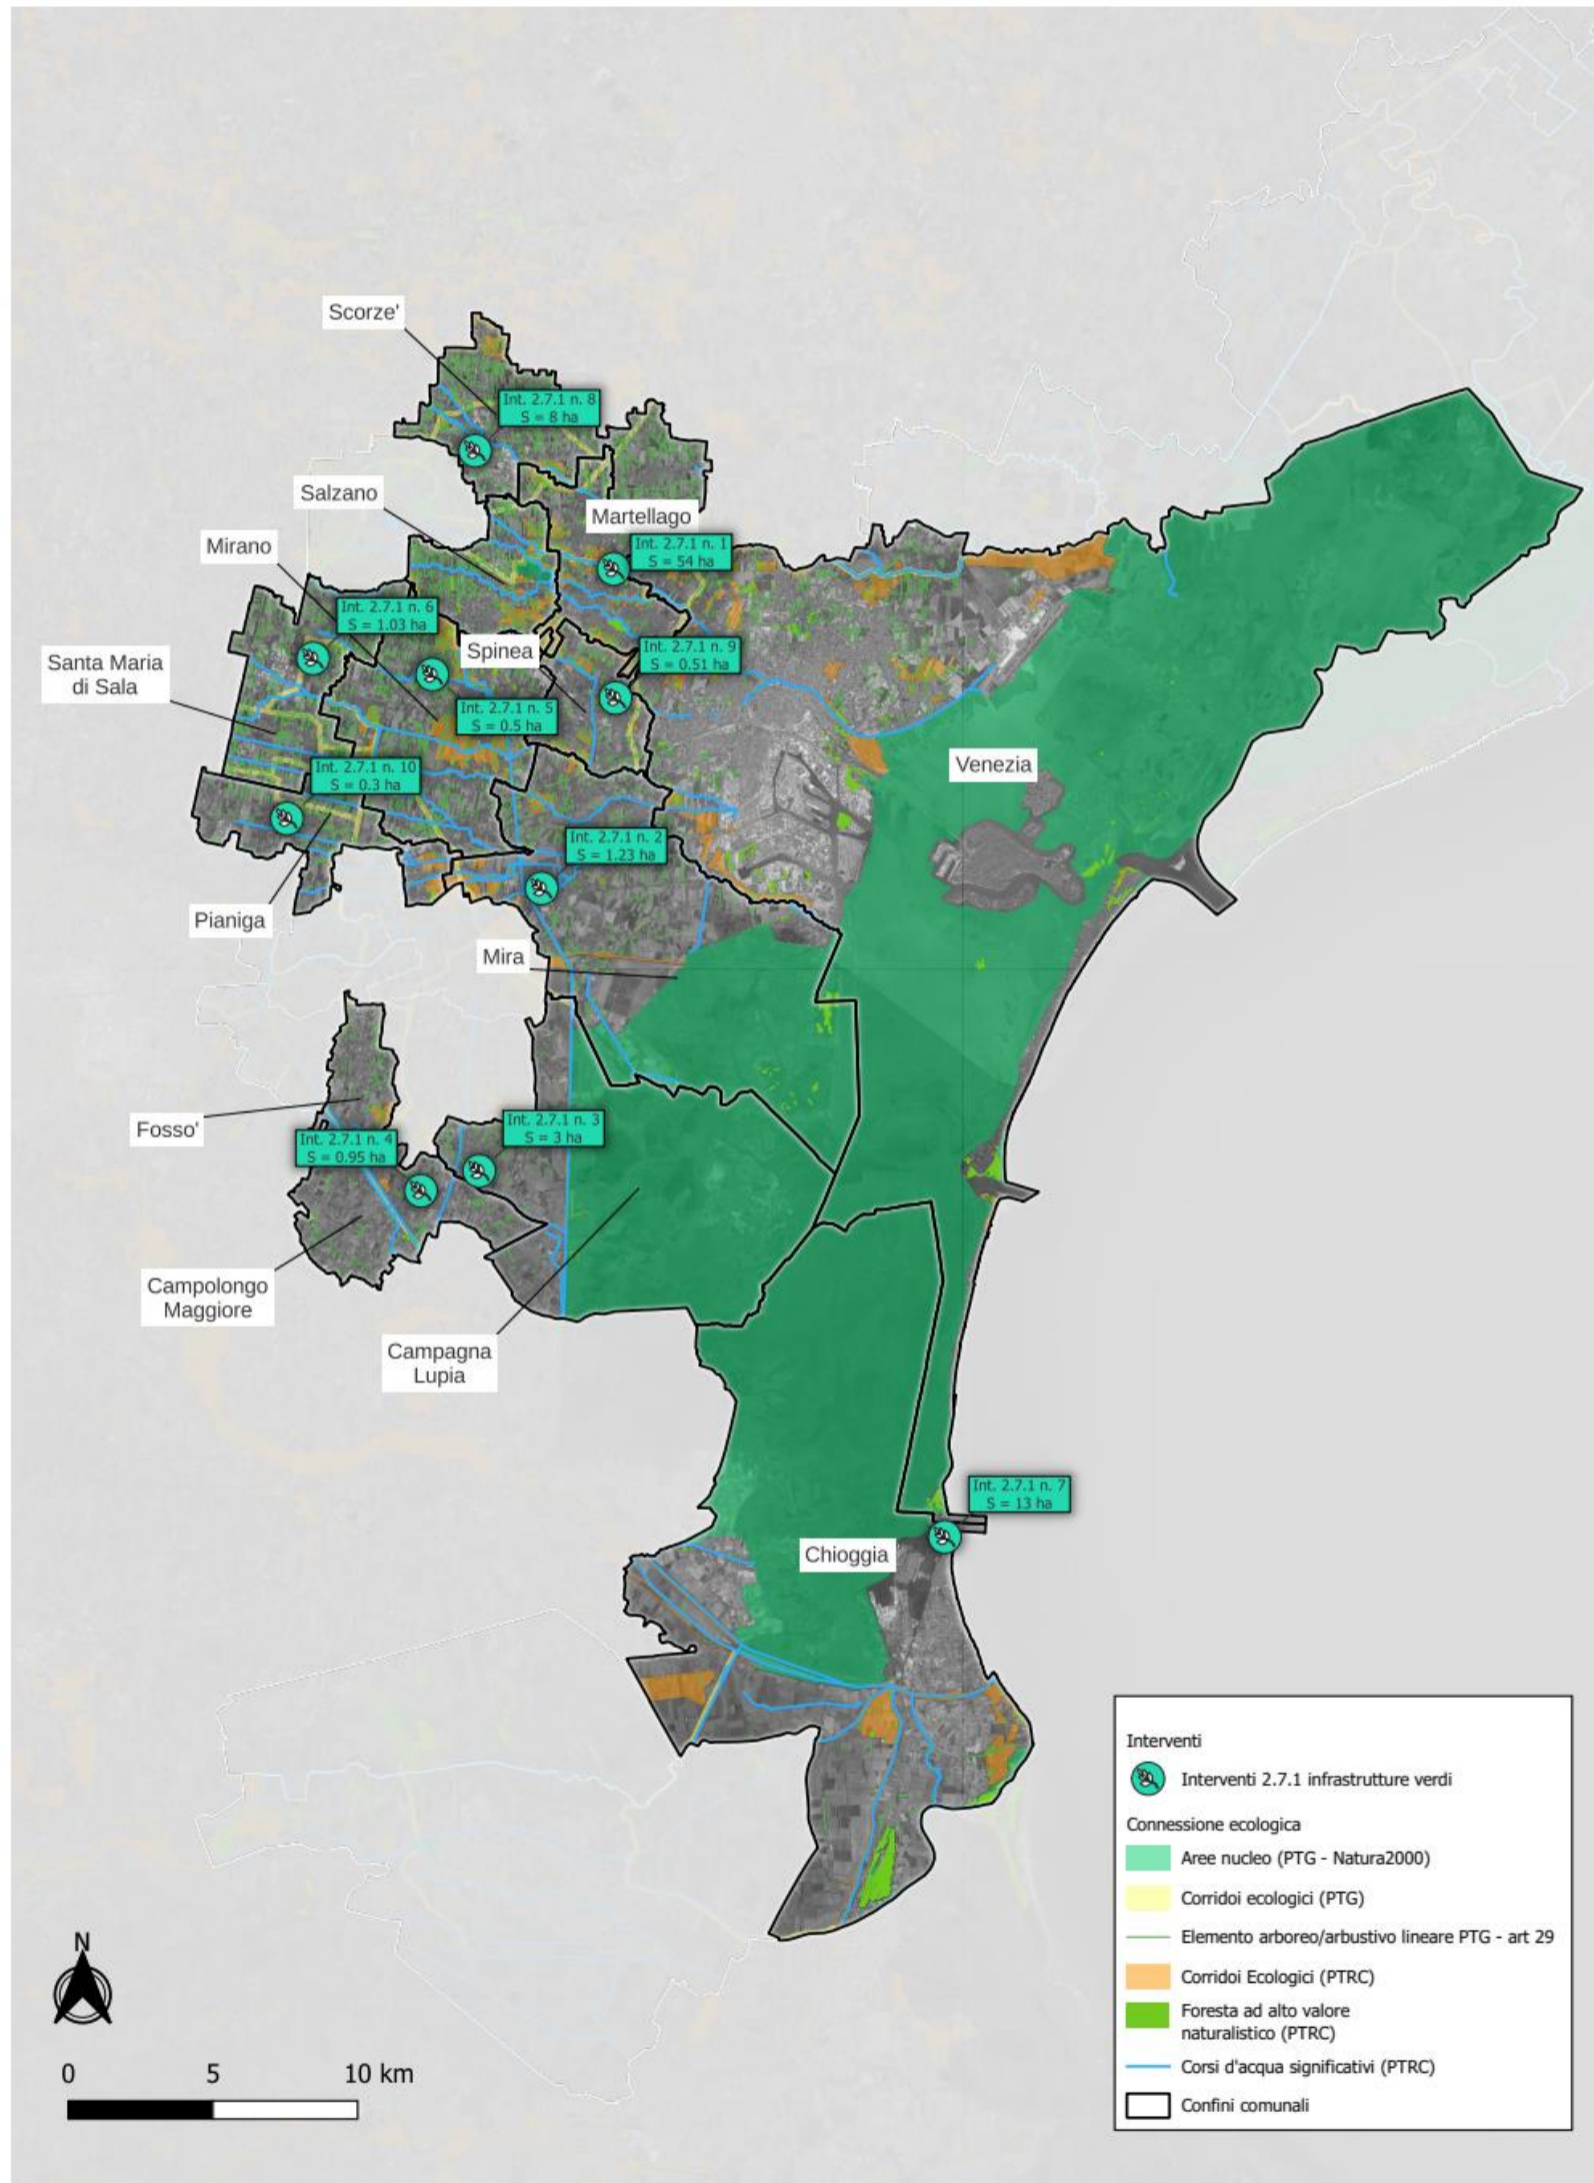 Scorze'
Int. 2.7.1 n. 8
S = 8 ha
Salzano
Martellago
Mirano
Int. 2.7.1 n. 1
S = 54 ha
Int. 2.7.1 n. 6
S = 1.03 ha
Santa Maria
di Sala
Spinea
Int. 2.7.1 n. 9
S = 0.51 ha
Int. 2.7.1 n. 5
S = 0.5 ha
Venezia
Int. 2.7.1 n. 10
S = 0.3 ha
Int. 2.7.1 n. 2
S = 1.23 ha
Pianiga
Mira
Fosso'
Int. 2.7.1 n. 3
S = 3 ha
Int. 2.7.1 n. 4
S = 0.95 ha
Campolongo
Maggiore
Campagna
Lupia
Int. 2.7.1 n. 7
S = 13 ha
Chioggia
Interventi
Interventi 2.7.1 infrastrutture verdi
Connessione ecologica
Aree nucleo (PTG - Natura2000)
Corridoi ecologici (PTG)
Elemento arboreo/arbustivo lineare PTG - art 29
Corridoi Ecologici (PTRC)
Foresta ad alto valore
naturalistico (PTRC)
Corsi d'acqua significativi (PTRC)
Confini comunali
N
0 5 10 km